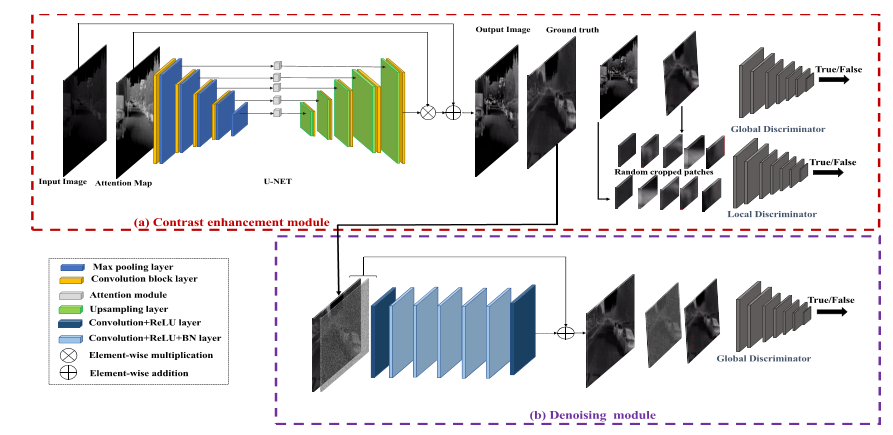 Output Image
Ground truth
True/False
Global Discriminator
Input Image
Attention Map
U-NET
Random cropped patches
True/False
Local Discriminator
(a) Contrast enhancement module
Max pooling layer
Convolution block layer
Attention module
Upsampling layer
Convolution+ReLU layer
Convolution+ReLU+BN layer
Element-wise multiplication
Element-wise addition
True/False
Global Discriminator
(b) Denoising module